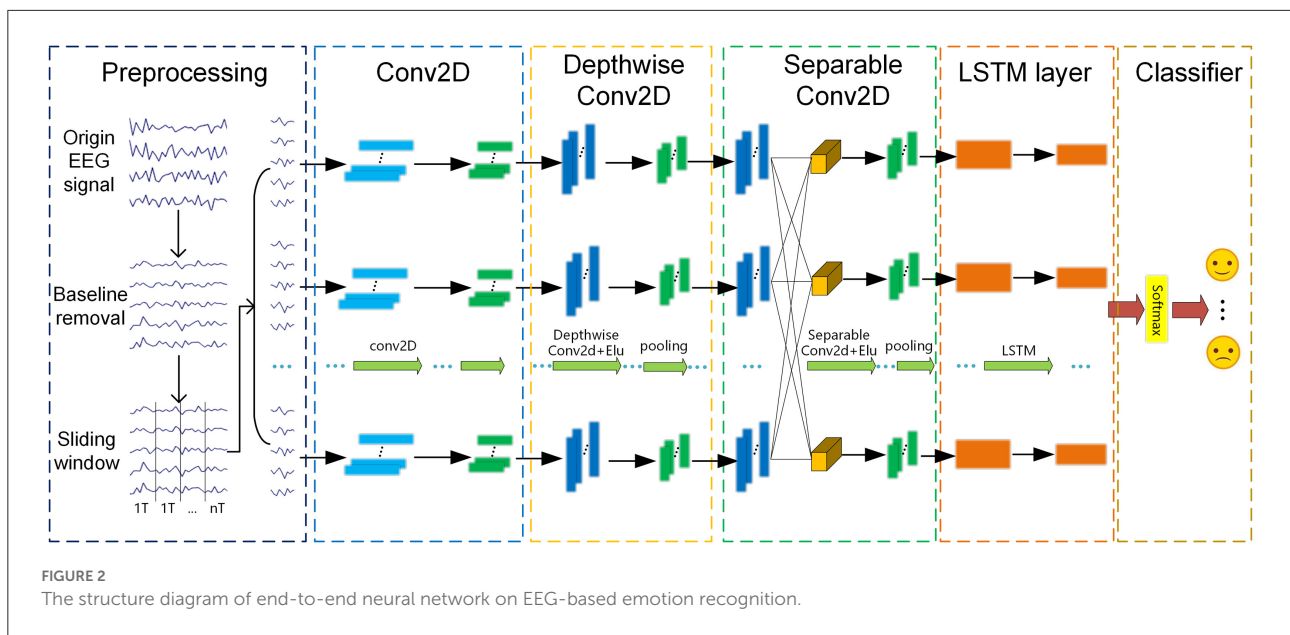 Preprocessing
Origin
EEG
signal
Baseline
removal
Sliding
window
1T 1T ... nT
Conv2D
conv2D
Depthwise
Conv2D
Depthwise
Conv2d+Elu
pooling
Separable
Conv2D
Separable
Conv2d+Elu
pooling
LSTM layer
LSTM
Classifier
Softmax
FIGURE 2
The structure diagram of end-to-end neural network on EEG-based emotion recognition.